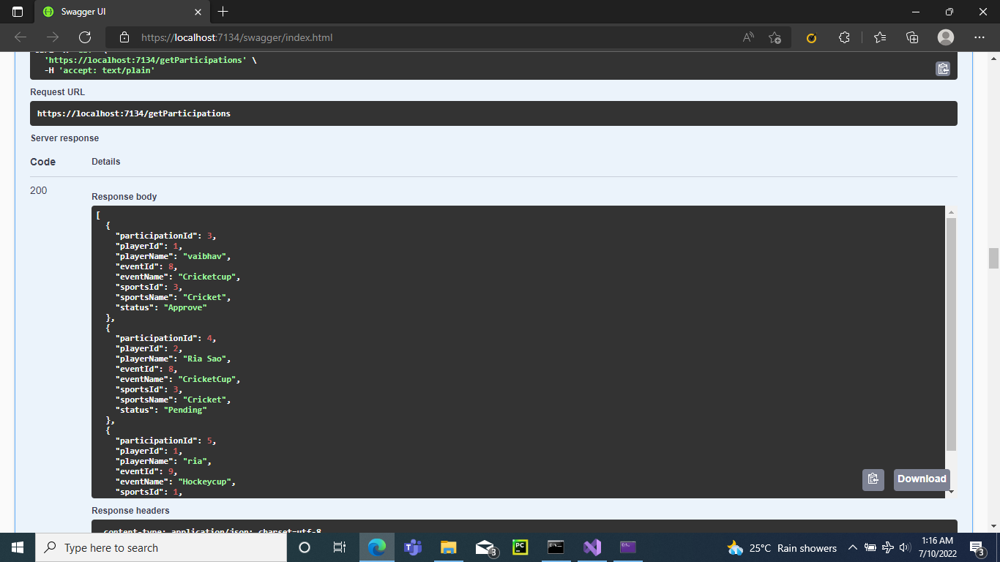 Swagger UI
https://localhost:7134/swagger/index.html
'https://localhost:7134/getParticipations' \
-H 'accept: text/plain'
Request URL
https://localhost:7134/getParticipations
Server response
Code Details
200
Response body
[
{
"participationId": 3,
"playerId": 1,
"playerName": "vaibhav",
"eventId": 8,
"eventName": "Cricketcup",
"sportsId": 3,
"sportsName": "Cricket",
"status": "Approve"
},
{
"participationId": 4,
"playerId": 2,
"playerName": "Ria Sao",
"eventId": 8,
"eventName": "CricketCup",
"sportsId": 3,
"sportsName": "Cricket",
"status": "Pending"
},
{
"participationId": 5,
"playerId": 1,
"playerName": "ria",
"eventId": 9,
"eventName": "Hockeycup",
"sportsId": 1,
Download
Response headers
content-type: application/json; charset=utf-8
Type here to search
3
PC
25°C Rain showers
1:16 AM
7/10/2022
3